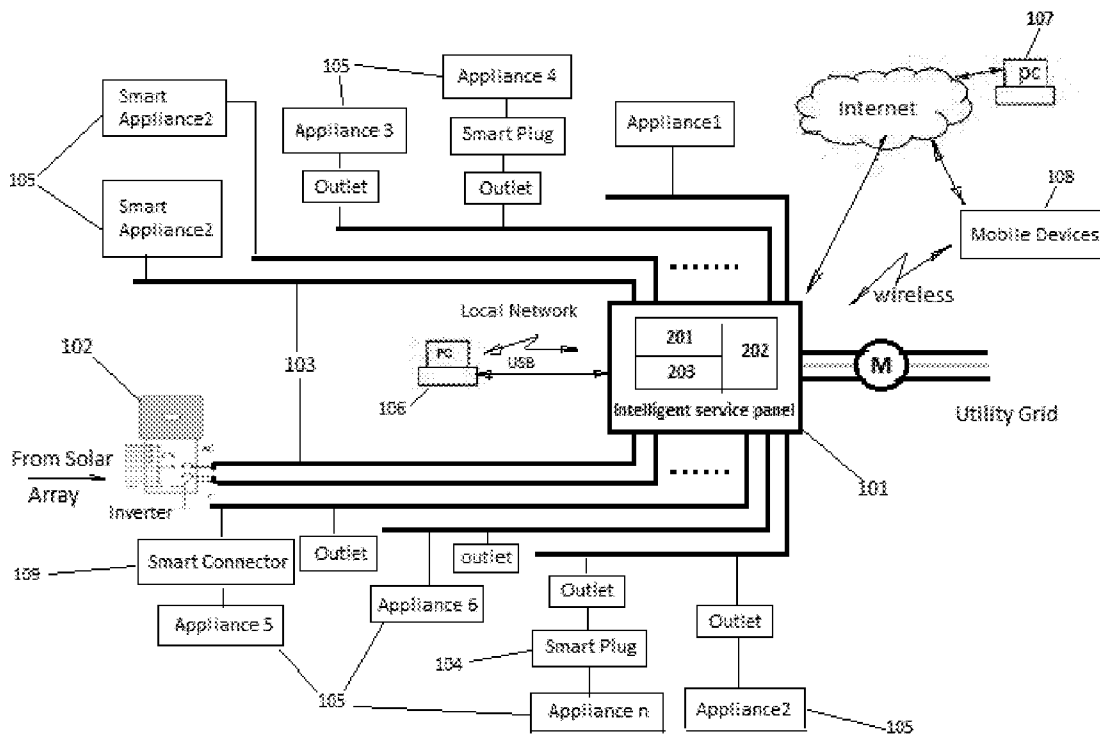 107
105
Appliance 4
pc
Smart
Appliance2
Appliance 3
Smart Plug
Appliance1
Internet
Outlet
Outlet
105
108
Smart
Appliance2
Mobile Devices
wireless
Local Network
201
202
102
103
PC
USB
203
M
106
Intelligent service panel
Utility Grid
From Solar
Array
101
Inverter
Smart Connector
Outlet
outlet
109
Outlet
Outlet
Appliance 6
Appliance 5
104
Smart Plug
105
Appliance n
Appliance2
105